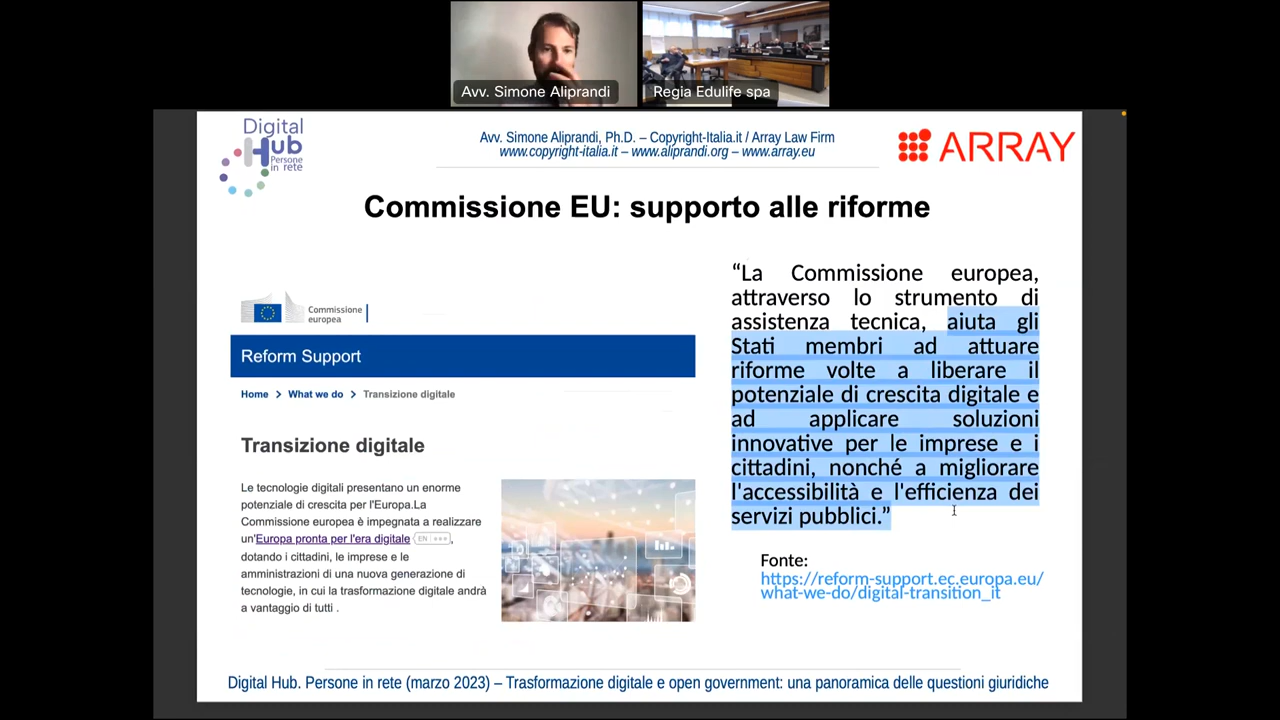 Avv. Simone Aliprandi
Regia Edulife spa
Digital
Hub
Persone
in rete
Avv. Simone Aliprandi, Ph.D. – Copyright-Italia.it / Array Law Firm
www.copyright-italia.it – www.aliprandi.org – www.array.eu
ARRAY
Commissione EU: supporto alle riforme
Commissione
europea
Reform Support
Home > What we do > Transizione digitale
Transizione digitale
Le tecnologie digitali presentano un enorme
potenziale di crescita per l'Europa.La
Commissione europea è impegnata a realizzare
un'Europa pronta per l'era digitale EN •••,
dotando i cittadini, le imprese e le
amministrazioni di una nuova generazione di
tecnologie, in cui la trasformazione digitale andrà
a vantaggio di tutti .
“La Commissione europea,
attraverso lo strumento di
assistenza tecnica, aiuta gli
Stati membri ad attuare
riforme volte a liberare il
potenziale di crescita digitale e
ad applicare soluzioni
innovative per le imprese e i
cittadini, nonché a migliorare
l'accessibilità e l'efficienza dei
servizi pubblici.”
Fonte:
https://reform-support.ec.europa.eu/
what-we-do/digital-transition_it
Digital Hub. Persone in rete (marzo 2023) – Trasformazione digitale e open government: una panoramica delle questioni giuridiche